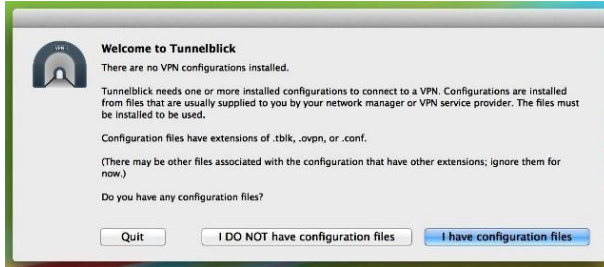 VPN
Welcome to Tunnelblick
There are no VPN configurations installed.
Tunnelblick needs one or more installed configurations to connect to a VPN. Configurations are installed
from files that are usually supplied to you by your network manager or VPN service provider. The files must
be installed to be used.
Configuration files have extensions of .tblk, .ovpn, or .conf.
(There may be other files associated with the configuration that have other extensions; ignore them for
now.)
Do you have any configuration files?
Quit
I DO NOT have configuration files
I have configuration files